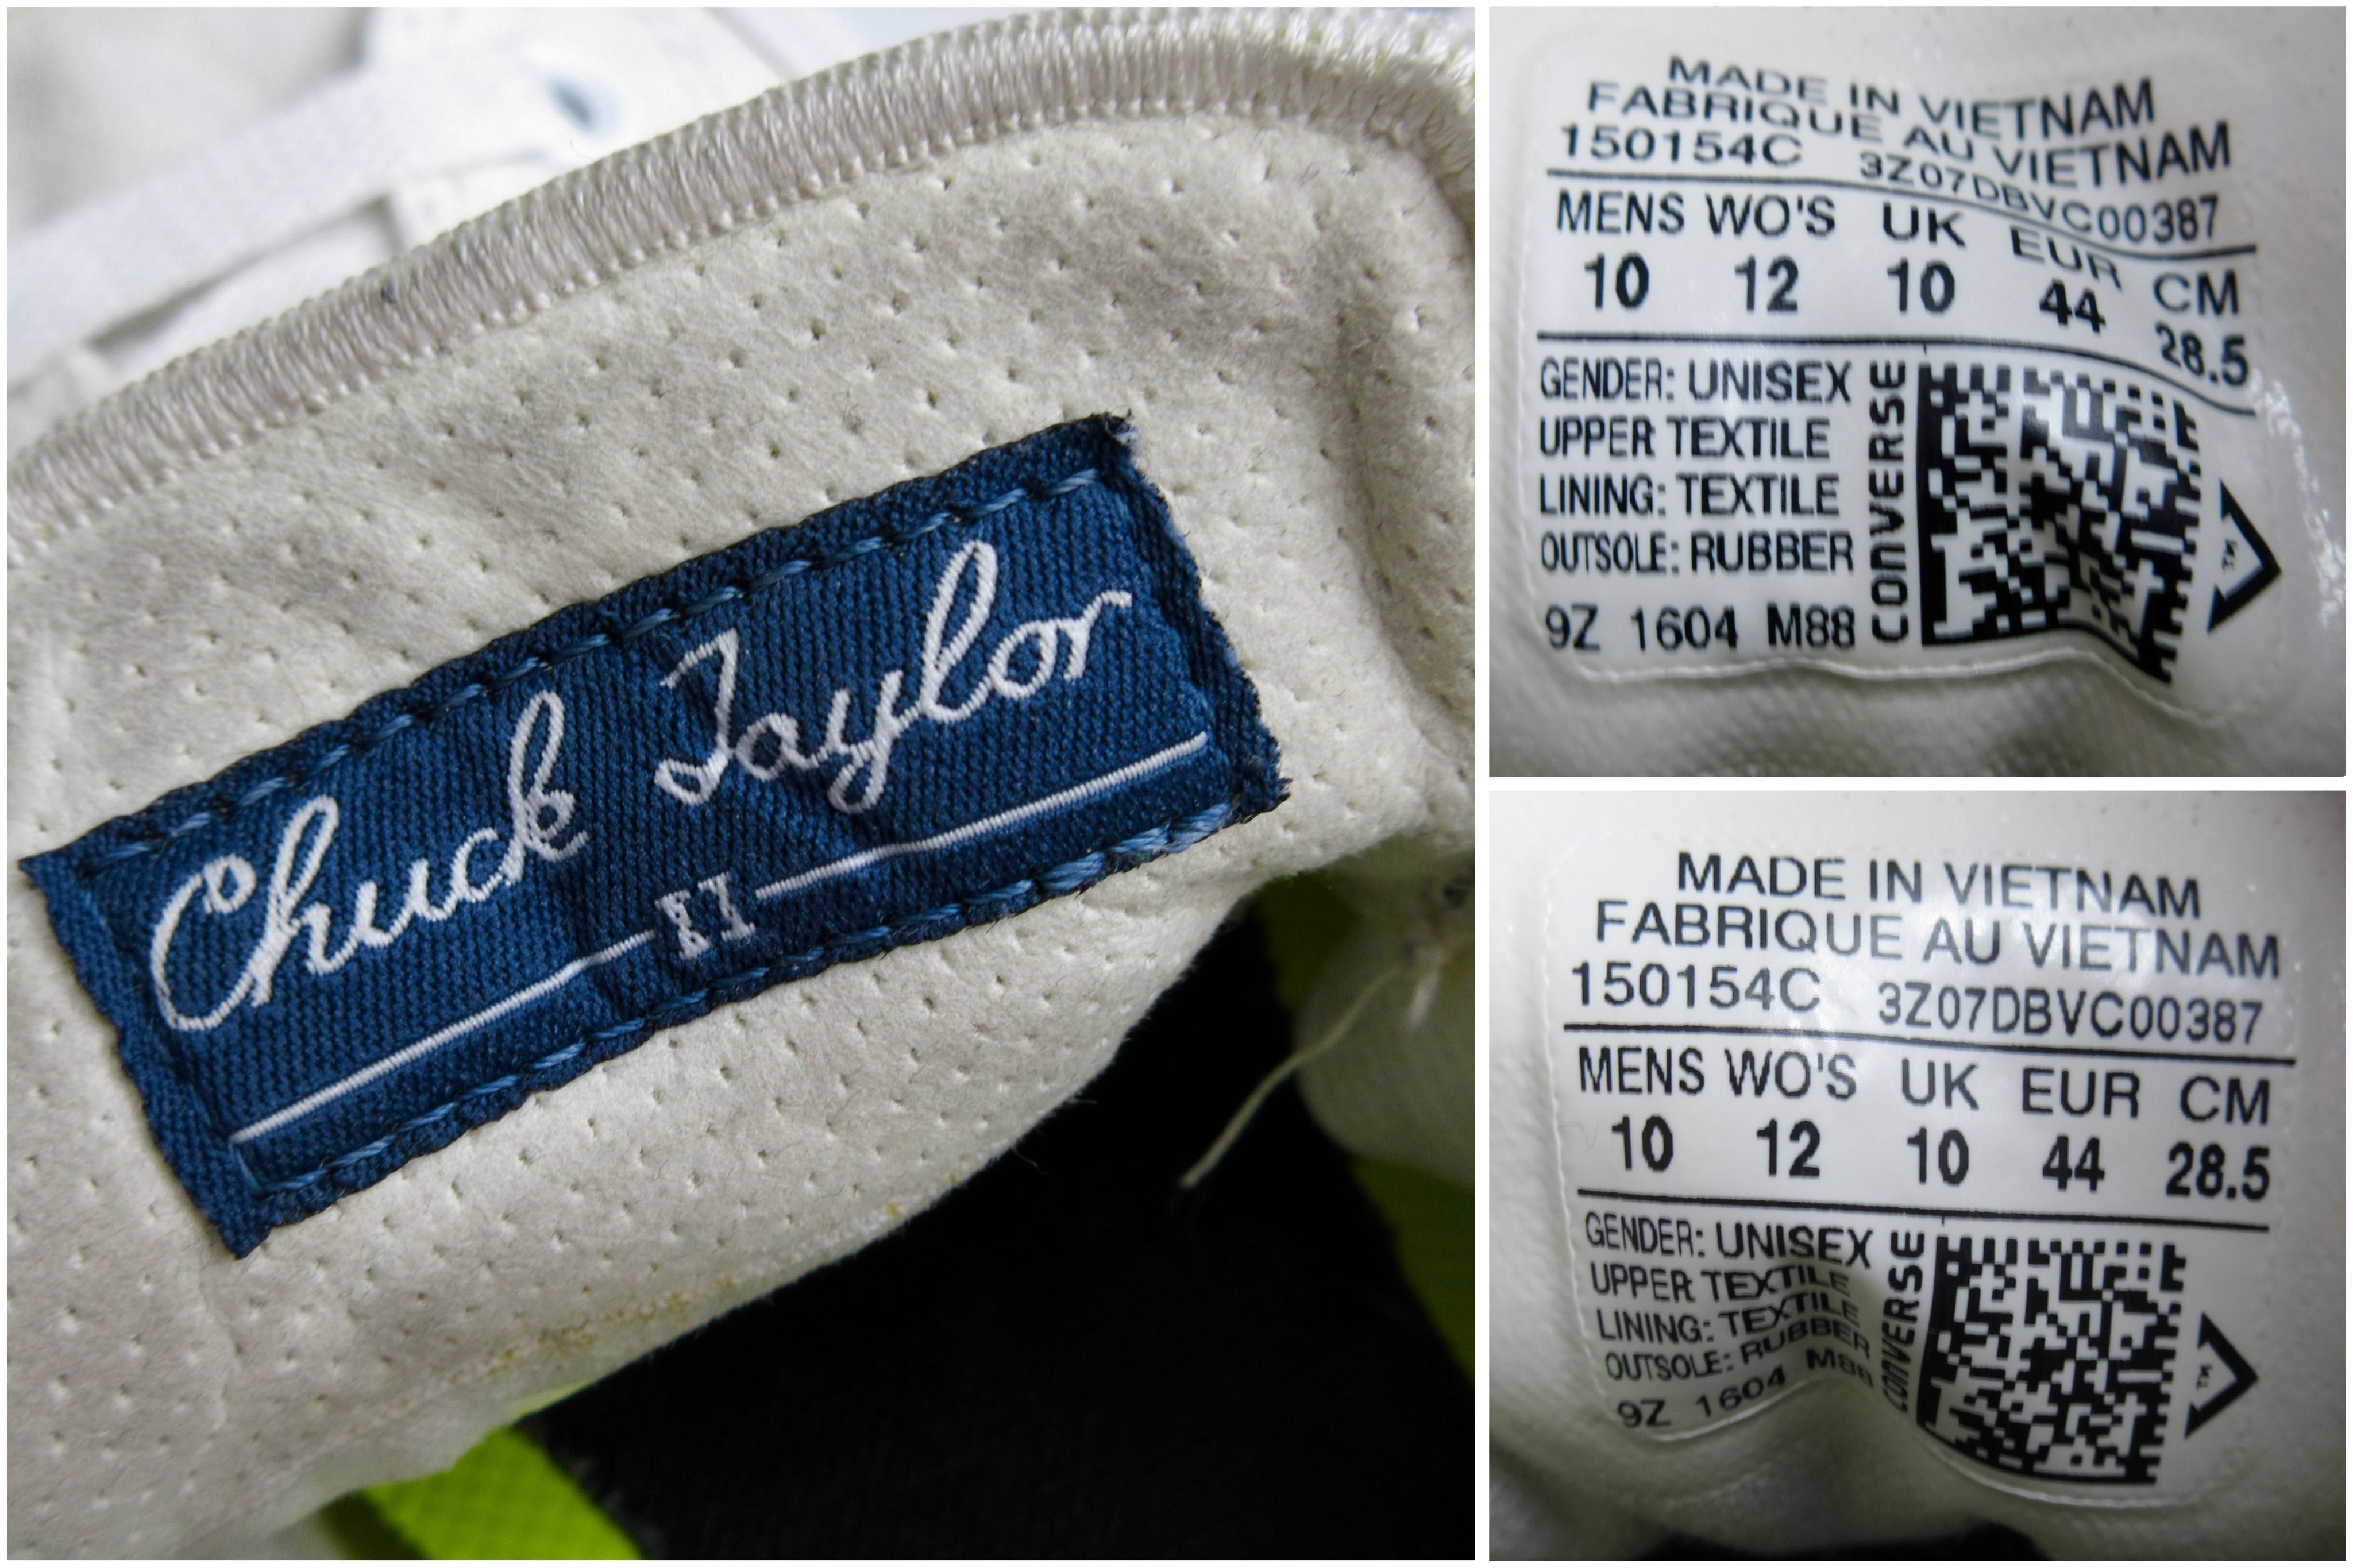 Chuck Taylor
II
MADE IN VIETNAM
FABRIQUE AU VIETNAM
150154C 3Z07DBVC00387
MENS WO'S UK EUR CM
10 12 10 44 28.5
GENDER: UNISEX
UPPER TEXTILE
LINING: TEXTILE
OUTSOLE: RUBBER
9Z 1604 M88
CONVERSE
TM
MADE IN VIETNAM
FABRIQUE AU VIETNAM
150154C 3Z07DBVC00387
MENS WO'S UK EUR CM
10 12 10 44 28.5
GENDER: UNISEX
UPPER TEXTILE
LINING: TEXTILE
OUTSOLE: RUBBER
9Z 1604 M88
CONVERSE
TM